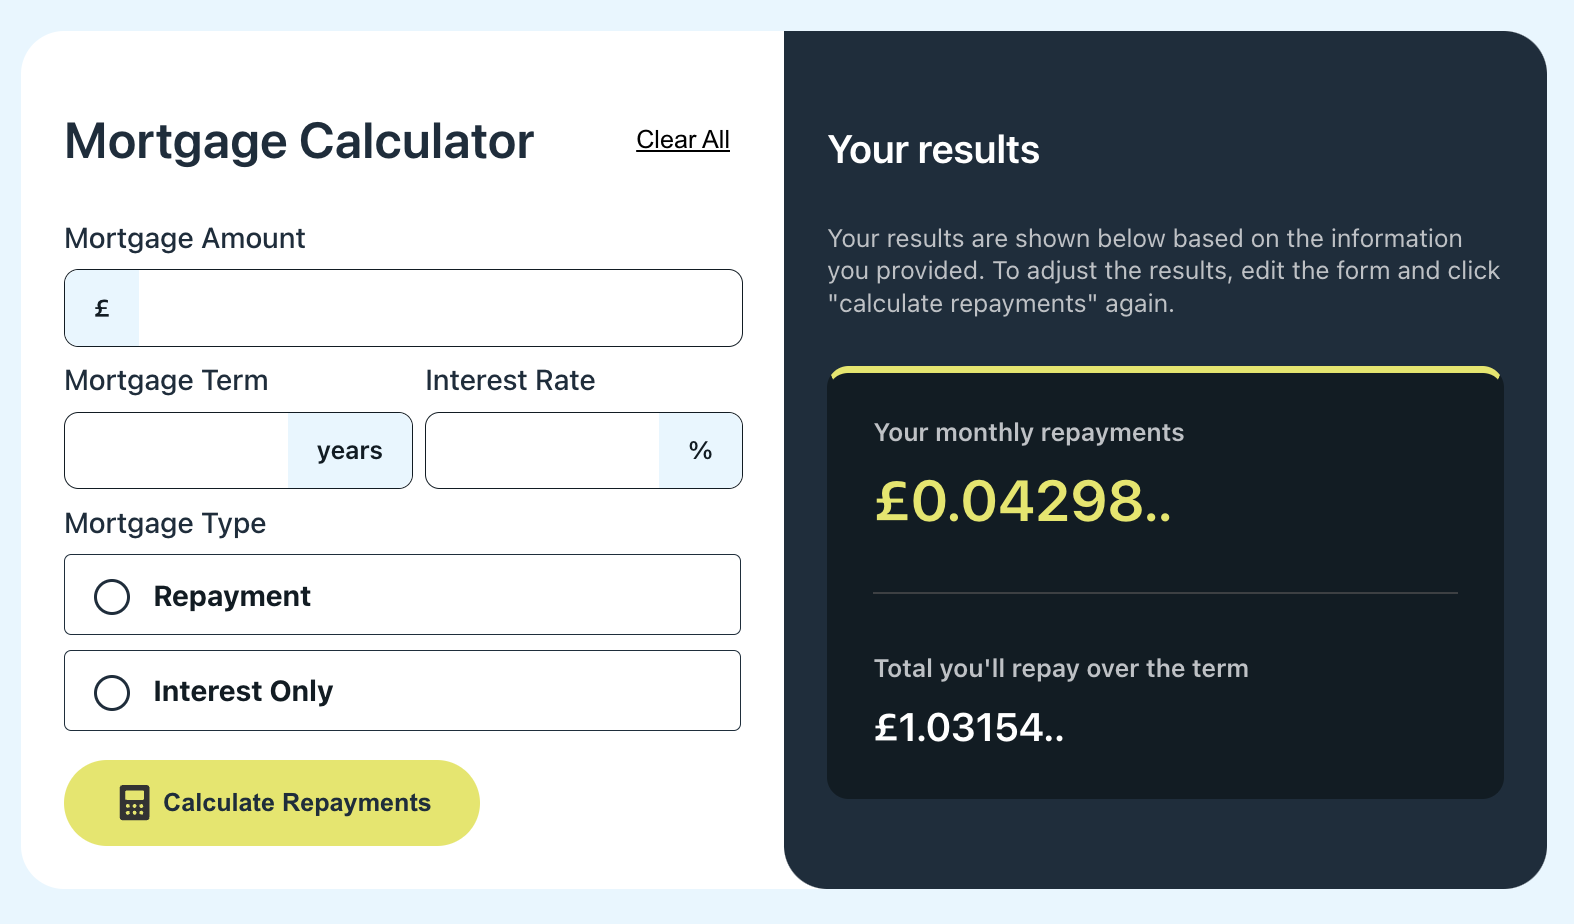 Mortgage Calculator
Clear All
Mortgage Amount
£
Mortgage Term
Interest Rate
years
%
Mortgage Type
Repayment
Interest Only
Calculate Repayments
Your results
Your results are shown below based on the information
you provided. To adjust the results, edit the form and click
"calculate repayments" again.
Your monthly repayments
£0.04298..
Total you'll repay over the term
£1.03154..